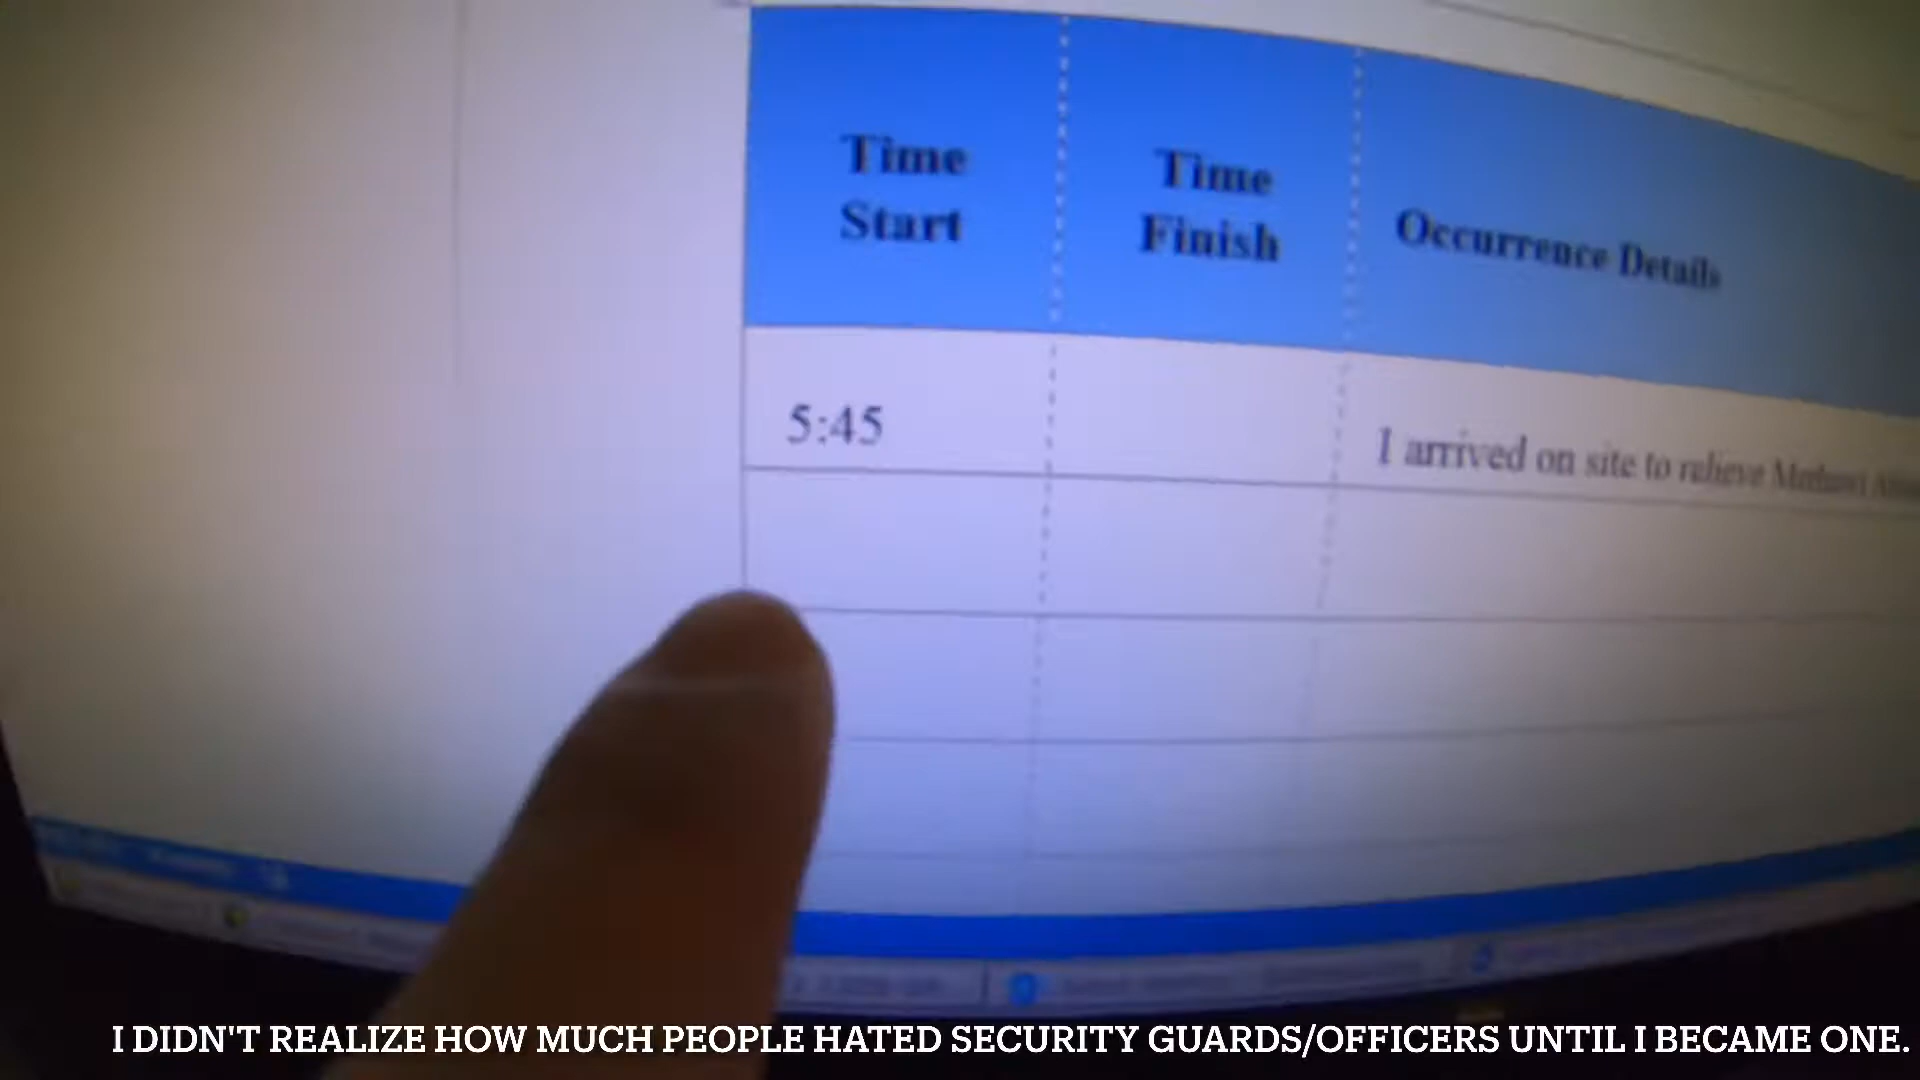 Time
Start
Time
Finish
Occurrence Details
5:45
I arrived on site to relieve
I DIDN'T REALIZE HOW MUCH PEOPLE HATED SECURITY GUARDS/OFFICERS UNTIL I BECAME ONE.